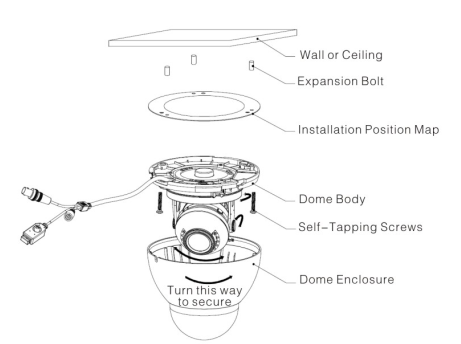 Wall or Ceiling
Expansion Bolt
Installation Position Map
Dome Body
Self-Tapping Screws
Dome Enclosure
Turn this way
to secure